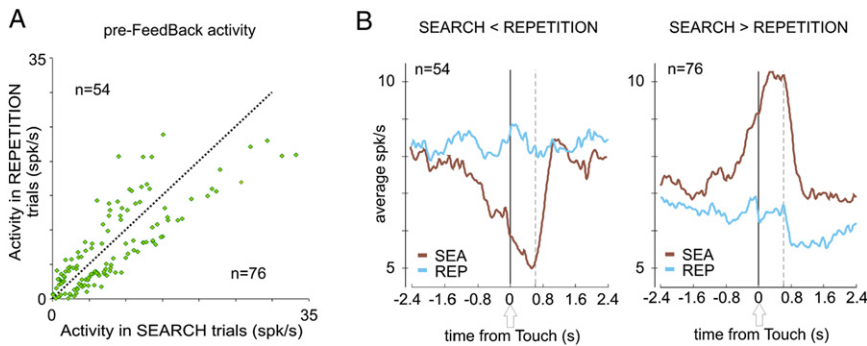 A
pre-FeedBack activity
35
n=54
Activity in REPETITION
trials (spk/s)
n=76
0
0
35
Activity in SEARCH trials (spk/s)
B
SEARCH < REPETITION
n=54
10
average spk/s
5
SEA
REP
-2.4 -1.6 -0.8 0 0.8 1.6 2.4
time from Touch (s)
SEARCH > REPETITION
n=76
10
5
SEA
REP
-2.4 -1.6 -0.8 0 0.8 1.6 2.4
time from Touch (s)